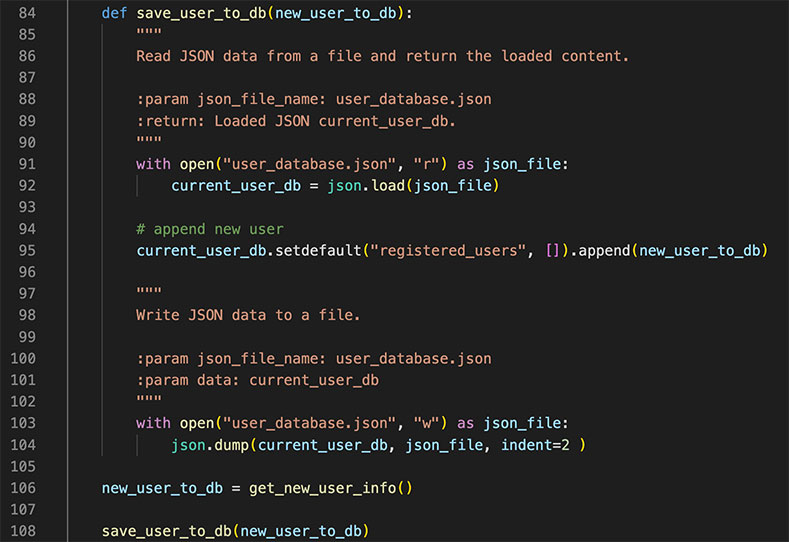 84 def save_user_to_db(new_user_to_db):
85 """
86 Read JSON data from a file and return the loaded content.
87
88 :param json_file_name: user_database.json
89 :return: Loaded JSON current_user_db.
90 """
91 with open("user_database.json", "r") as json_file:
92 current_user_db = json.load(json_file)
93
94 # append new user
95 current_user_db.setdefault("registered_users", []).append(new_user_to_db)
96
97 """
98 Write JSON data to a file.
99
100 :param json_file_name: user_database.json
101 :param data: current_user_db
102 """
103 with open("user_database.json", "w") as json_file:
104 json.dump(current_user_db, json_file, indent=2 )
105
106 new_user_to_db = get_new_user_info()
107
108 save_user_to_db(new_user_to_db)